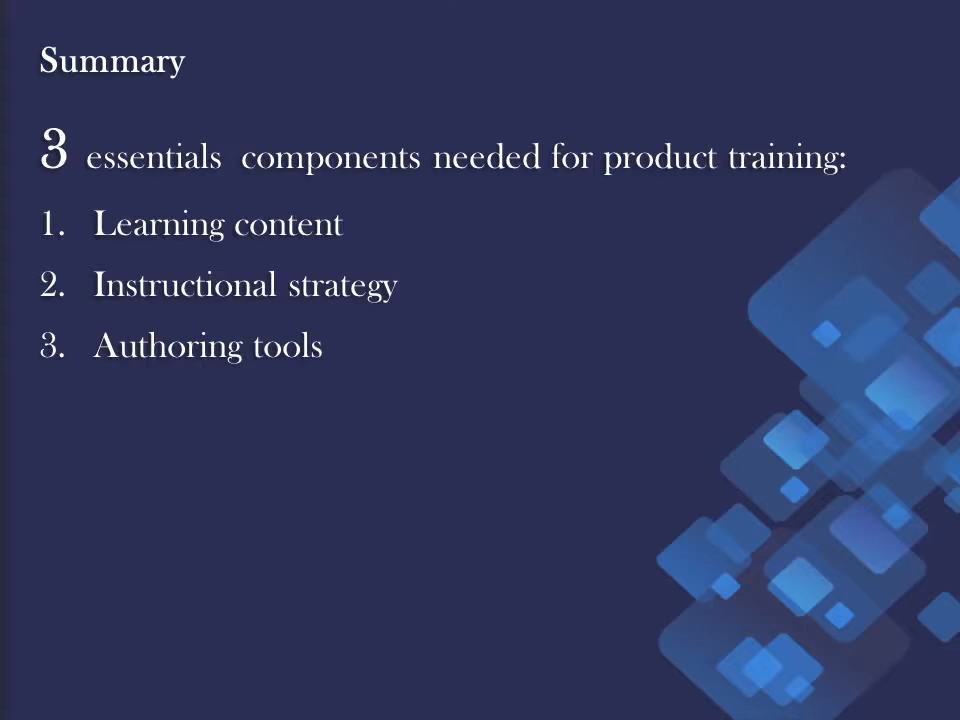 Summary
3 essentials components needed for product training:
1. Learning content
2. Instructional strategy
3. Authoring tools